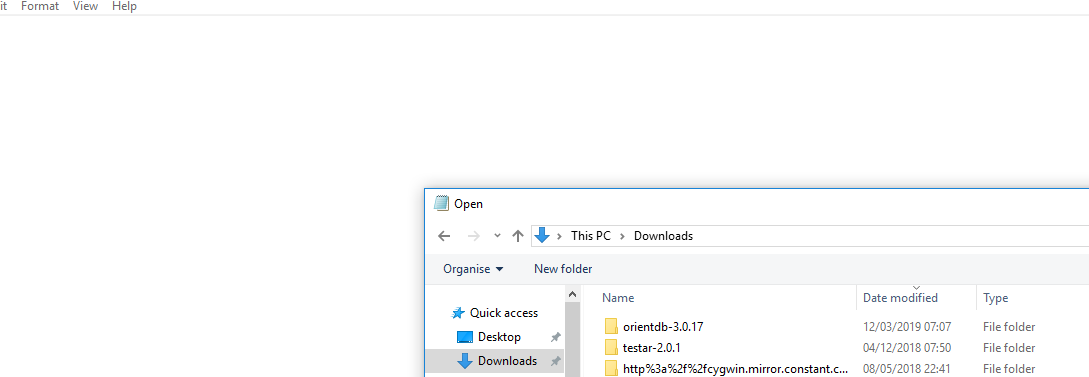 it Format View Help
Open
This PC > Downloads
Organise New folder
Name Date modified Type
Quick access
Desktop
Downloads
orientdb-3.0.17 12/03/2019 07:07 File folder
testar-2.0.1 04/12/2018 07:50 File folder
http%3a%2f%2fcygwin.mirror.constant.c... 08/05/2018 22:41 File folder